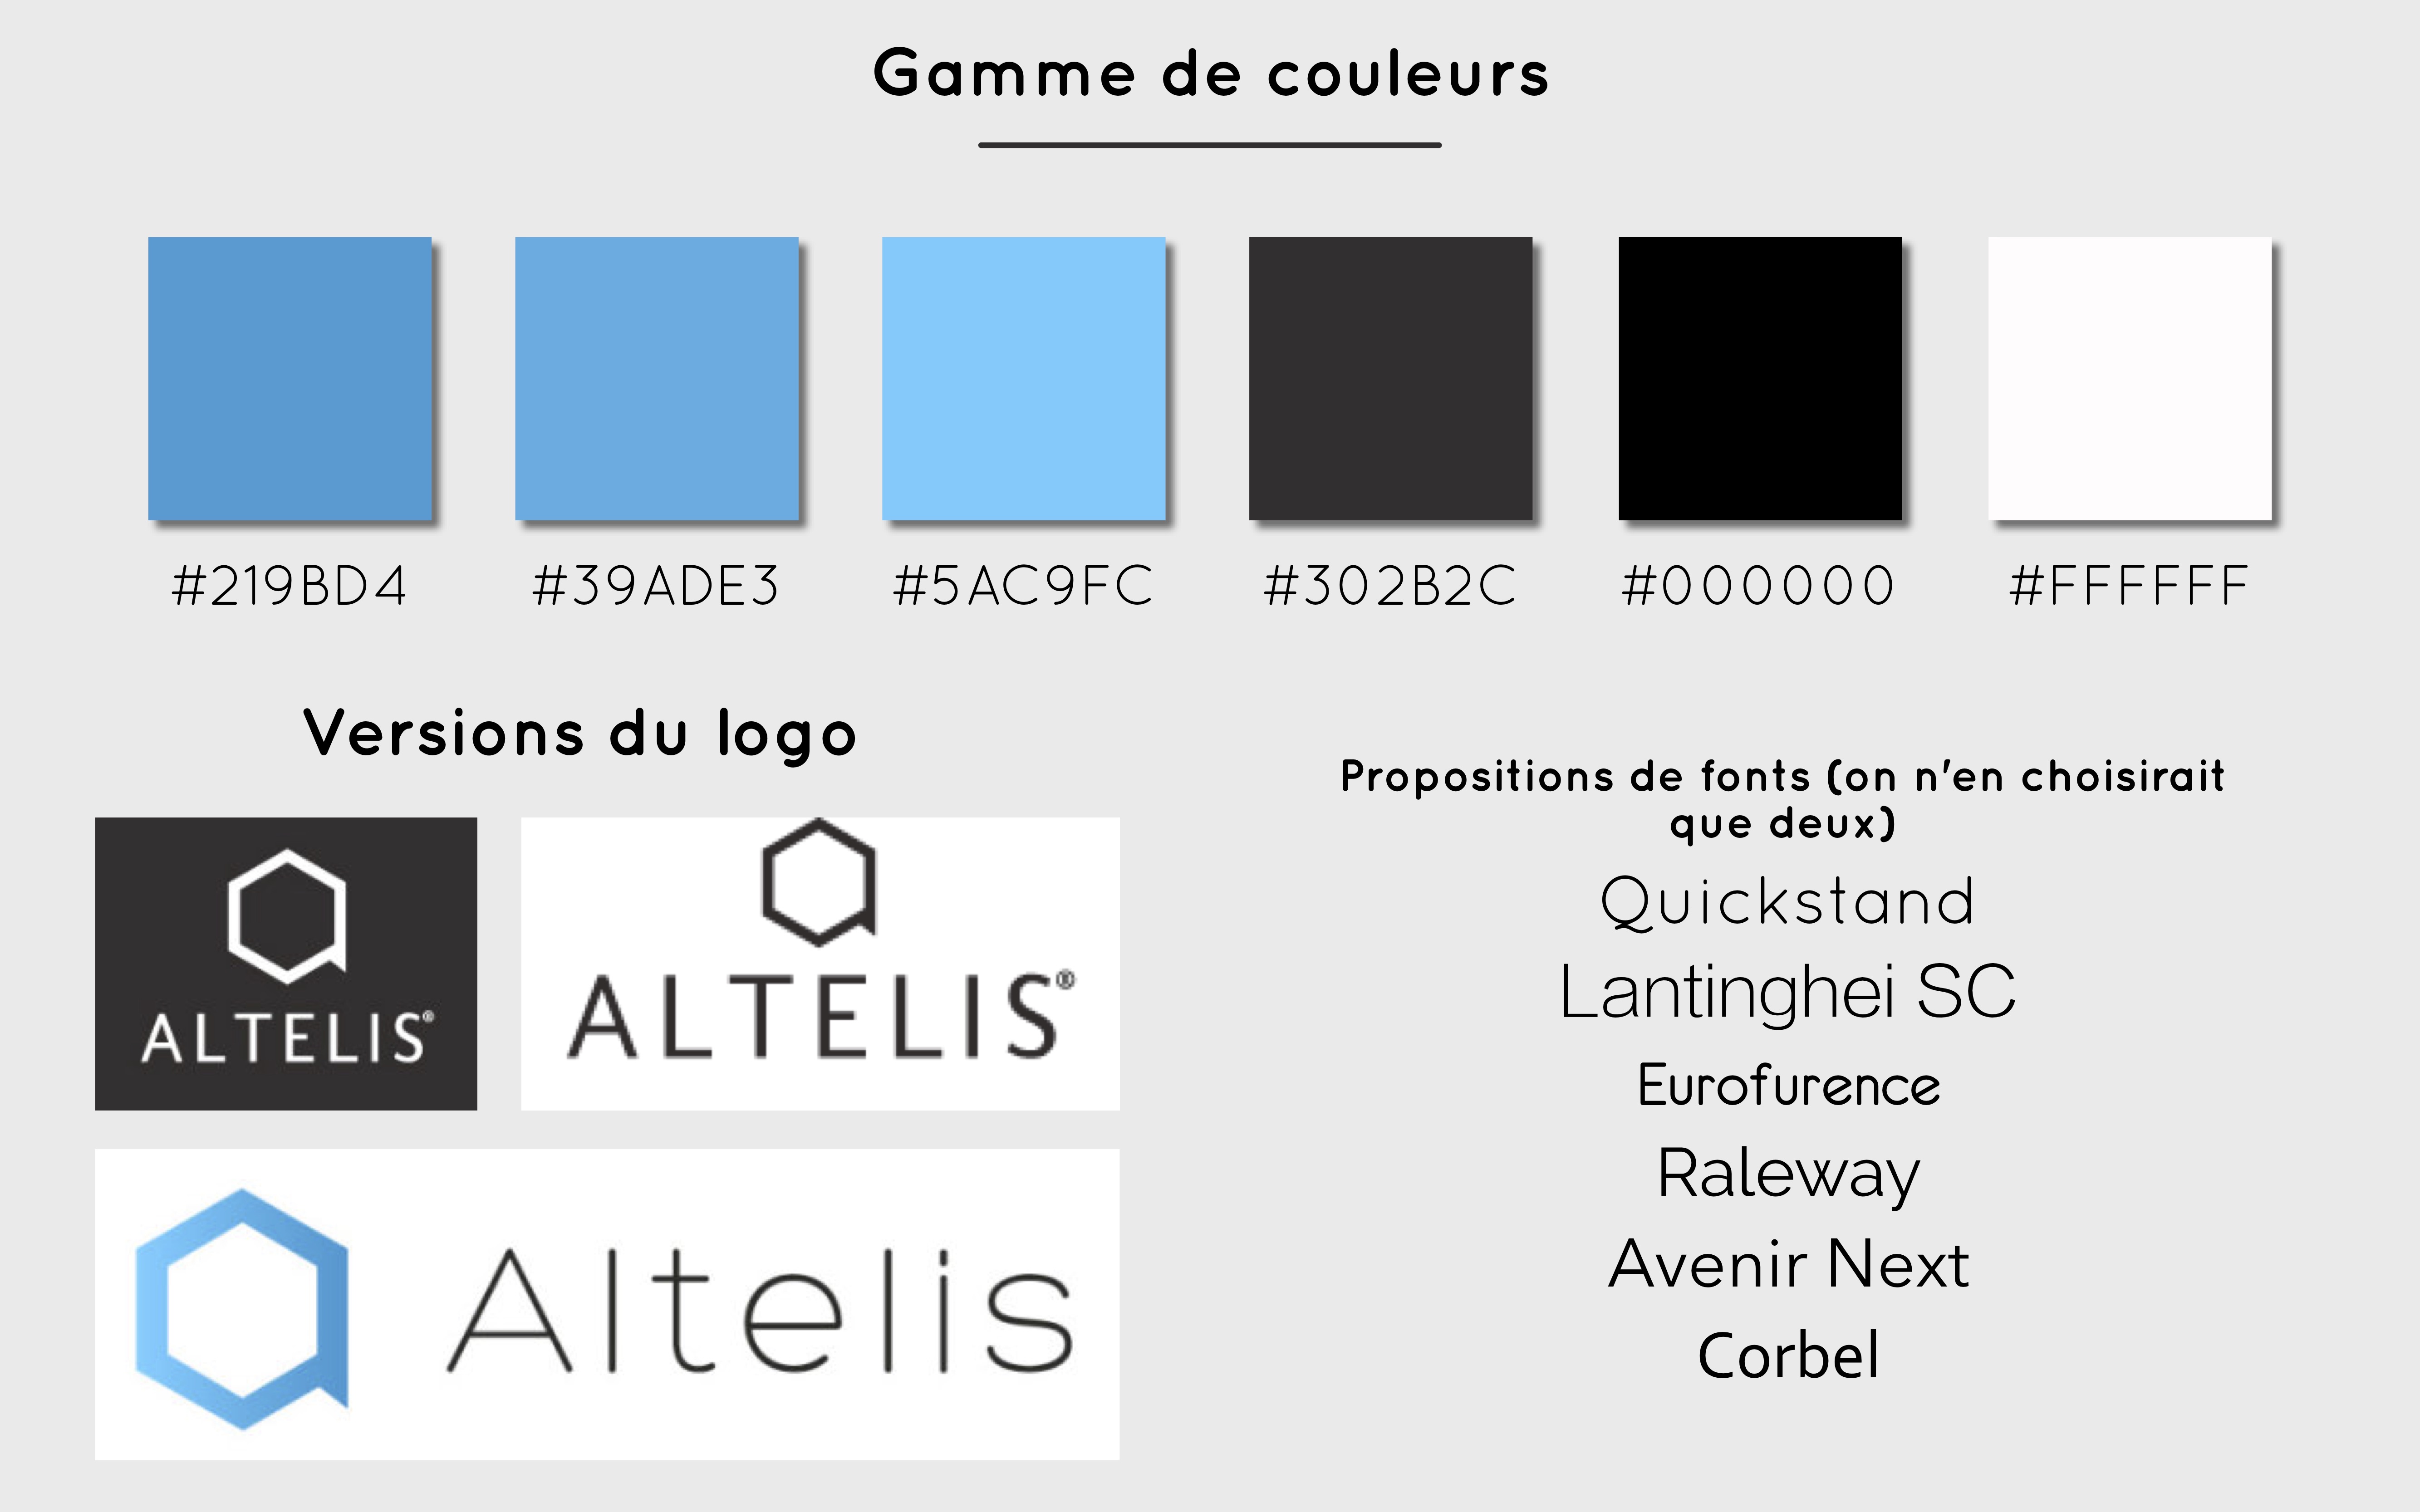 Gamme de couleurs
#219BD4 #39ADE3 #5AC9FC #302B2C #000000 #FFFFFF
Versions du logo
ALTELIS®
ALTELIS®
Altelis
Propositions de fonts (on n'en choisirait
que deux)
Quickstand
Lantinghei SC
Eurofurence
Raleway
Avenir Next
Corbel